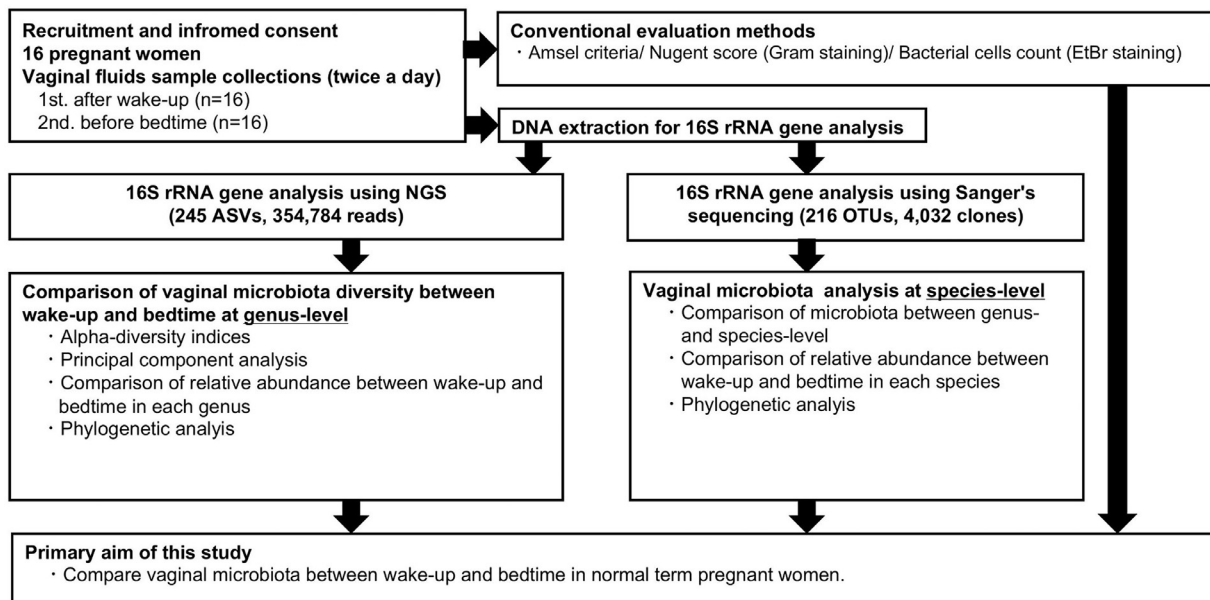 Recruitment and infromed consent
16 pregnant women
Vaginal fluids sample collections (twice a day)
1st. after wake-up (n=16)
2nd. before bedtime (n=16)
Conventional evaluation methods
・Amsel criteria/ Nugent score (Gram staining)/ Bacterial cells count (EtBr staining)
DNA extraction for 16S rRNA gene analysis
16S rRNA gene analysis using NGS
(245 ASVs, 354,784 reads)
16S rRNA gene analysis using Sanger's
sequencing (216 OTUs, 4,032 clones)
Comparison of vaginal microbiota diversity between
wake-up and bedtime at genus-level
・Alpha-diversity indices
・Principal component analysis
・Comparison of relative abundance between wake-up and
bedtime in each genus
・Phylogenetic analyis
Vaginal microbiota analysis at species-level
・Comparison of microbiota between genus-
and species-level
・Comparison of relative abundance between
wake-up and bedtime in each species
・Phylogenetic analyis
Primary aim of this study
・Compare vaginal microbiota between wake-up and bedtime in normal term pregnant women.